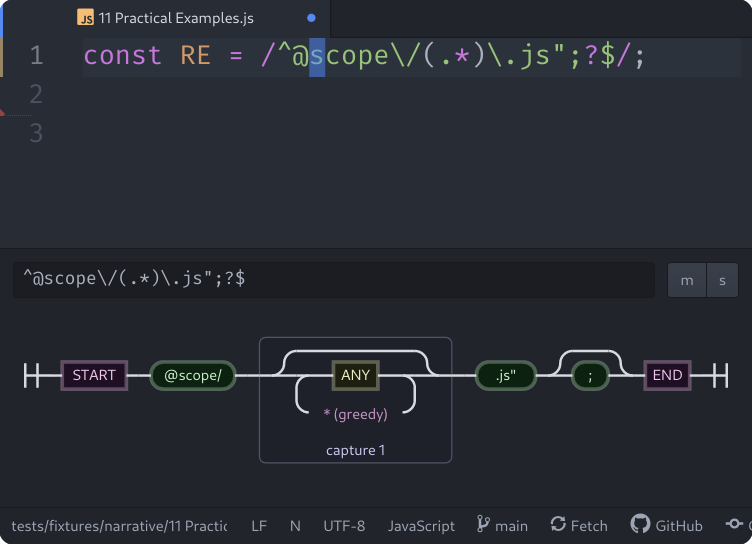 JS 11 Practical Examples.js
1 const RE = /^@scope\/(.*)\.js";?$/;
2
3
^@scope\/(.*)\.js";?$ m s
START @scope/ ANY .js" ; END
* (greedy)
capture 1
tests/fixtures/narrative/11 Practic LF N UTF-8 JavaScript main Fetch GitHub